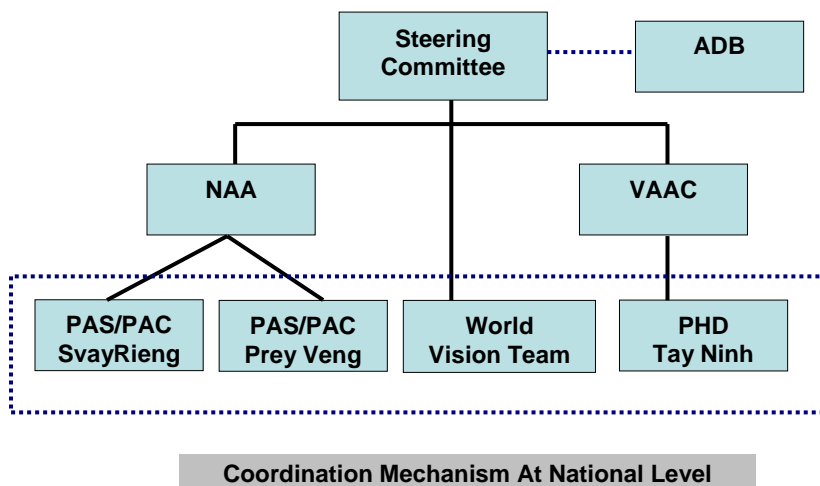 Steering
Committee
ADB
NAA
VAAC
PAS/PAC
SvayRieng
PAS/PAC
Prey Veng
World
Vision Team
PHD
Tay Ninh
Coordination Mechanism At National Level